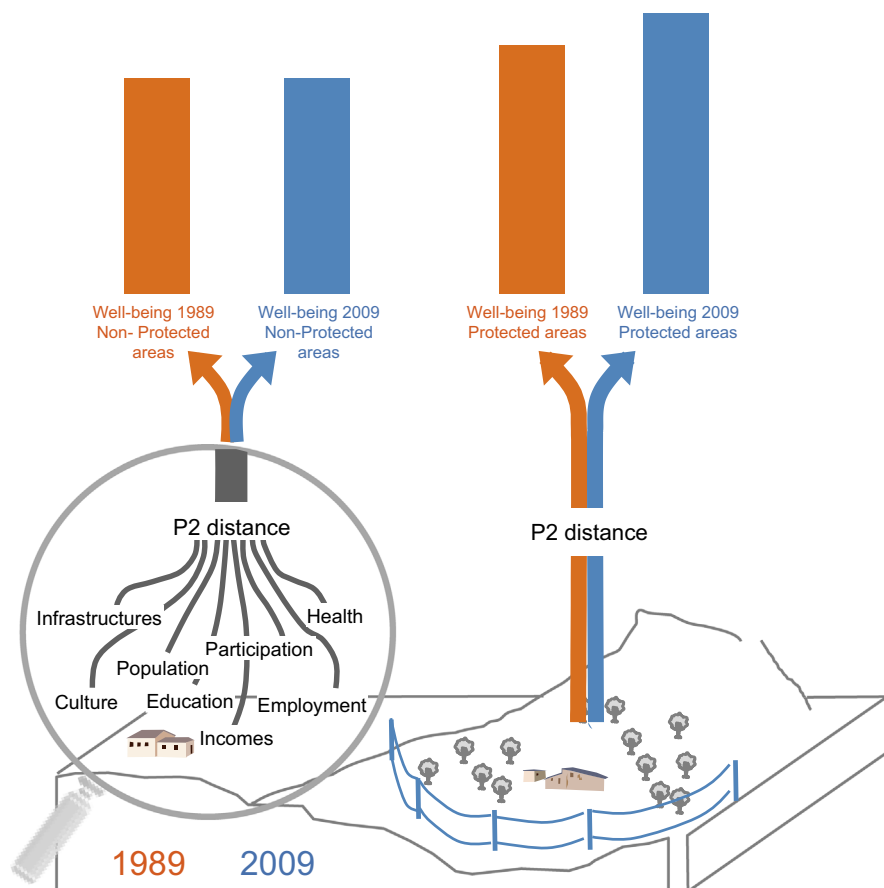 Well-being 1989
Non- Protected
areas
Well-being 2009
Non-Protected
areas
Well-being 1989
Protected areas
Well-being 2009
Protected areas
P2 distance
P2 distance
Infrastructures
Health
Participation
Population
Culture
Education
Employment
Incomes
1989
2009